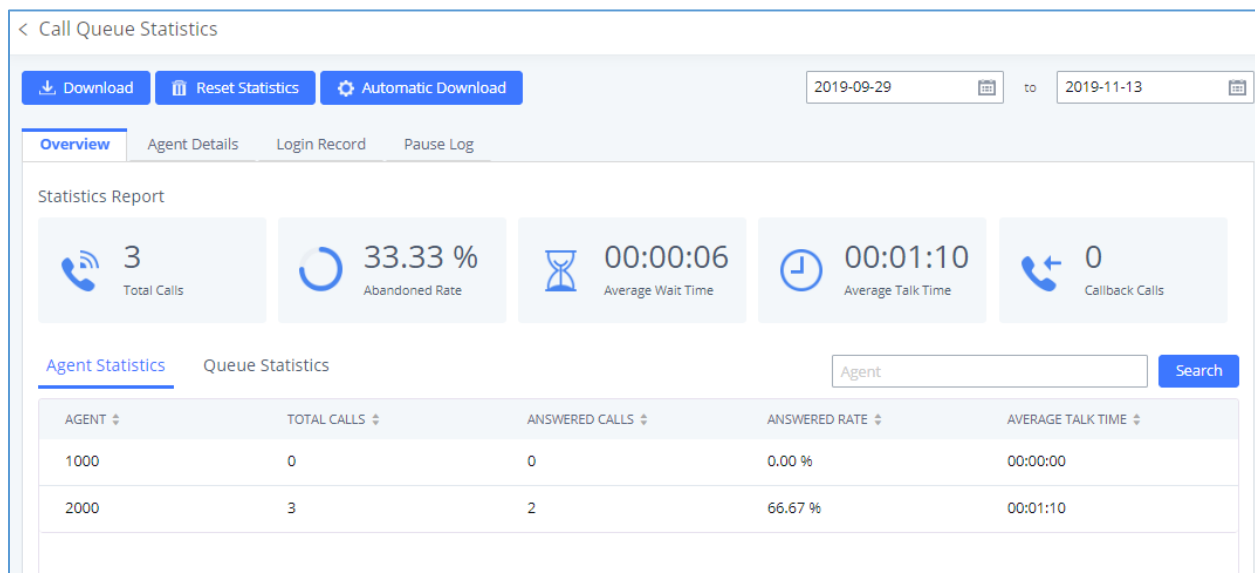 < Call Queue Statistics
Download Reset Statistics Automatic Download 2019-09-29 to 2019-11-13
Overview Agent Details Login Record Pause Log
Statistics Report
3 33.33 % 00:00:06 00:01:10 0
Total Calls Abandoned Rate Average Wait Time Average Talk Time Callback Calls
Agent Statistics Queue Statistics Agent Search
AGENT TOTAL CALLS ANSWERED CALLS ANSWERED RATE AVERAGE TALK TIME
1000 0 0 0.00 % 00:00:00
2000 3 2 66.67 % 00:01:10